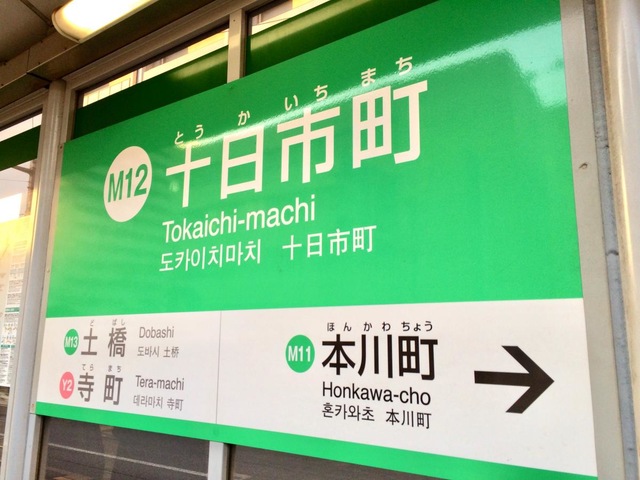 とうかいちまち
M12 十日市町
Tokaichi-machi
도카이치마치 十日市町
どばし
M13 土橋 Dobashi
도바시 土橋
てらまち
Y2 寺町 Tera-machi
데라마치 寺町
ほんかわちょう
M11 本川町
Honkawa-cho
혼카와초 本川町